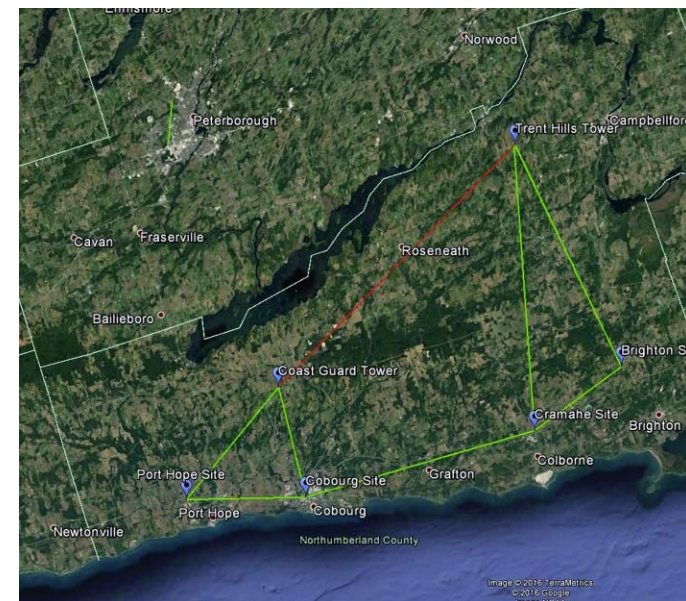 Ennismore
Norwood
Peterborough
Trent Hills Tower
Campbellfor
Cavan
Fraserville
Roseneath
Bailieboro
Brighton S
Coast Guard Tower
Cramahe Site
Brighton
Colborne
Port Hope Site
Cobourg Site
Grafton
Port Hope
Cobourg
Newtonville
Northumberland County
Image © 2016 TerraMetrics
© 2016 Google